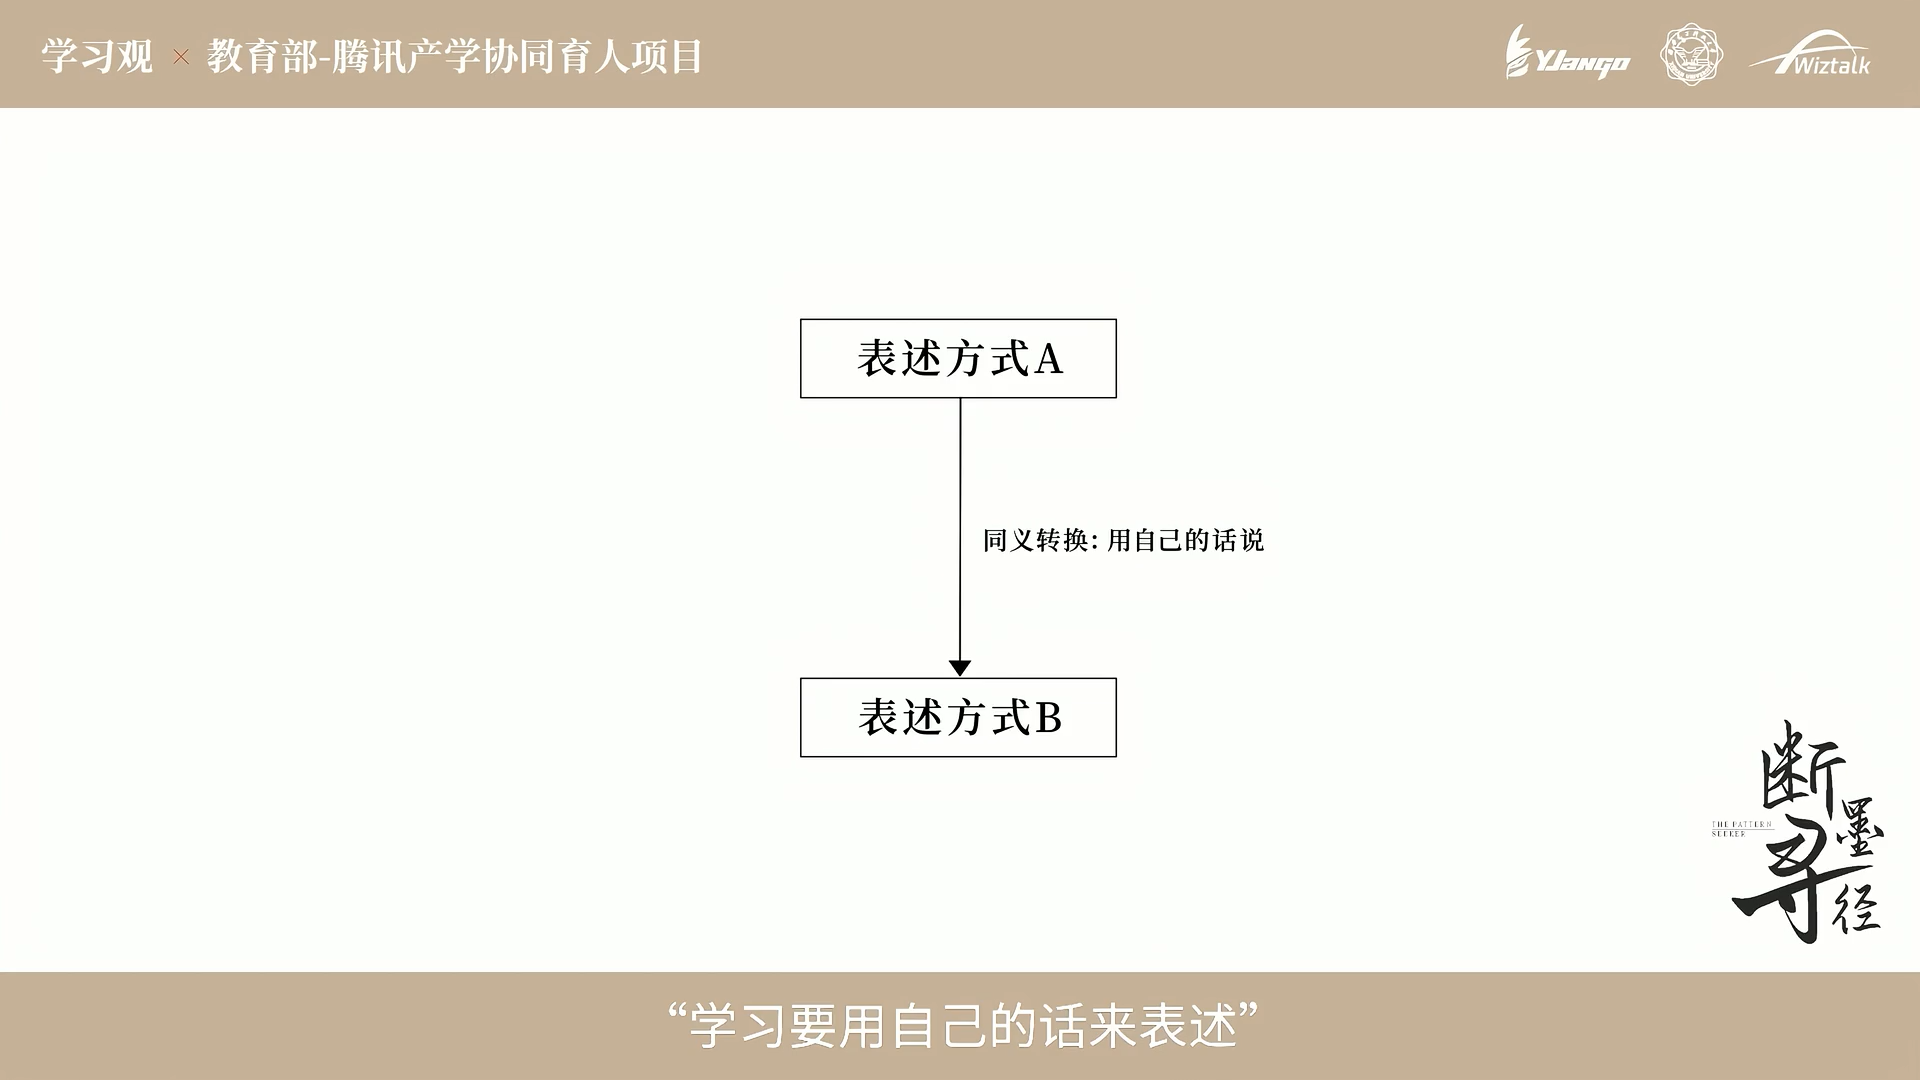 学习观 × 教育部-腾讯产学协同育人项目
YJango
Wiztalk
表述方式A
同义转换: 用自己的话说
表述方式B
断墨寻径
THE PATTERN
SEEKER
“学习要用自己的话来表述”